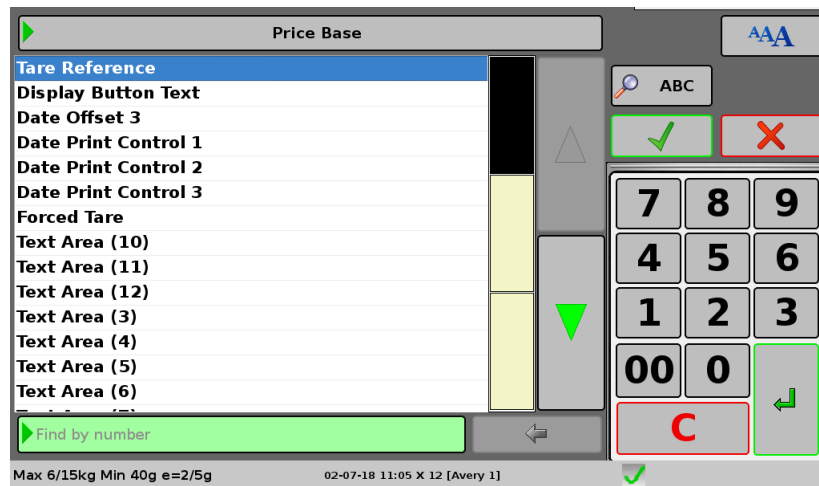 Price Base
AAA
Tare Reference
Display Button Text
Date Offset 3
Date Print Control 1
Date Print Control 2
Date Print Control 3
Forced Tare
Text Area (10)
Text Area (11)
Text Area (12)
Text Area (3)
Text Area (4)
Text Area (5)
Text Area (6)
ABC
7 8 9
4 5 6
1 2 3
00 0
C
Find by number
Max 6/15kg Min 40g e=2/5g
02-07-18 11:05 X 12 [Avery 1]